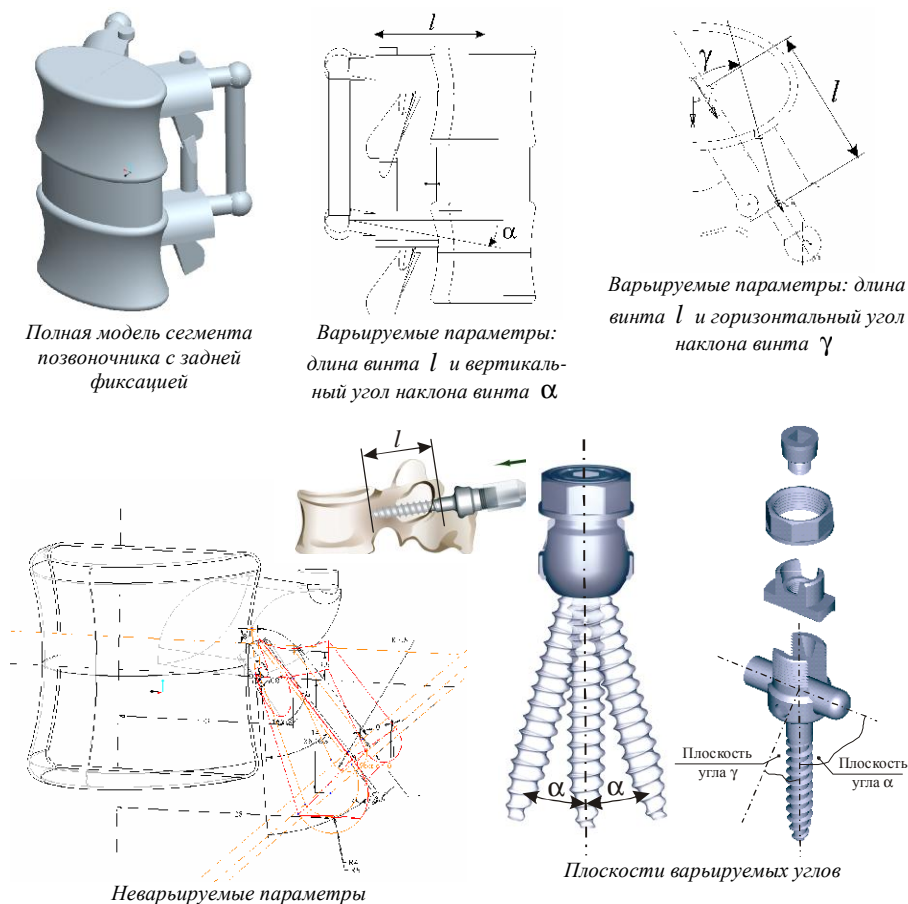 l
α
γ
l
Полная модель сегмента
позвоночника с задней
фиксацией
Варьируемые параметры:
длина винта l и вертикаль-
ный угол наклона винта α
Варьируемые параметры: длина
винта l и горизонтальный угол
наклона винта γ
l
α
α
Плоскость
угла γ
Плоскость
угла α
Неварьируемые параметры
Плоскости варьируемых углов